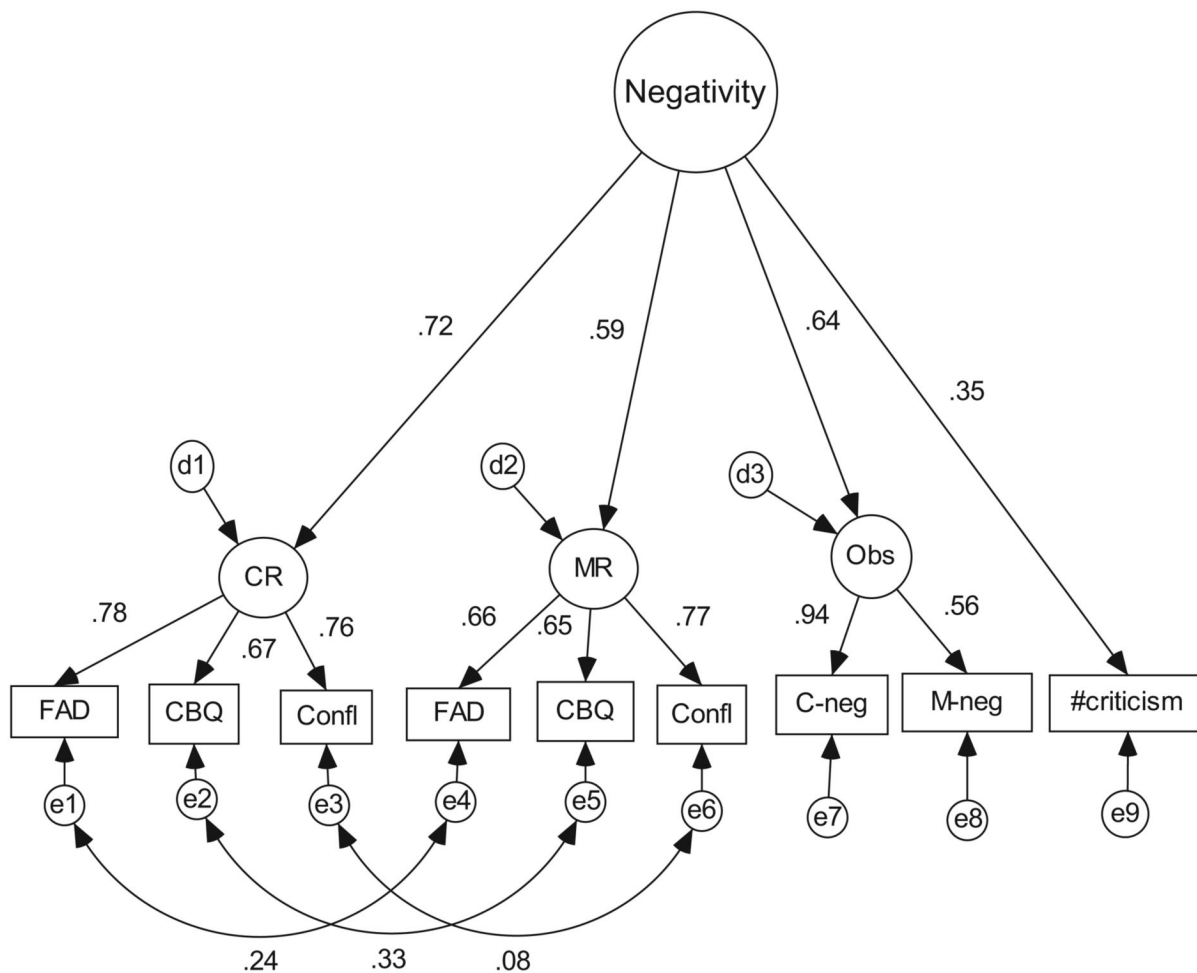 Negativity
.72
.59
.64
.35
d1
d2
d3
CR
MR
Obs
.78
.67
.76
.66
.65
.77
.94
.56
FAD
CBQ
Confl
FAD
CBQ
Confl
C-neg
M-neg
#criticism
e1
e2
e3
e4
e5
e6
e7
e8
e9
.24
.33
.08